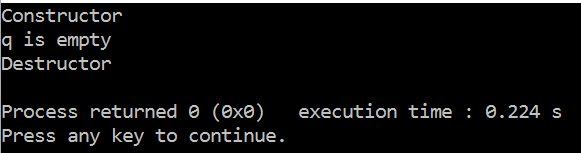 Constructor
q is empty
Destructor
Process returned 0 (0x0)   execution time : 0.224 s
Press any key to continue.